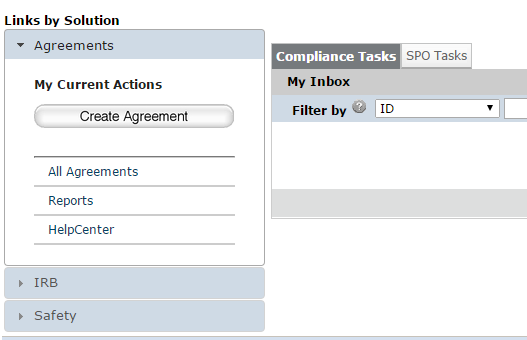 Links by Solution
Agreements
My Current Actions
Create Agreement
All Agreements
Reports
HelpCenter
IRB
Safety
Compliance Tasks SPO Tasks
My Inbox
Filter by ? ID